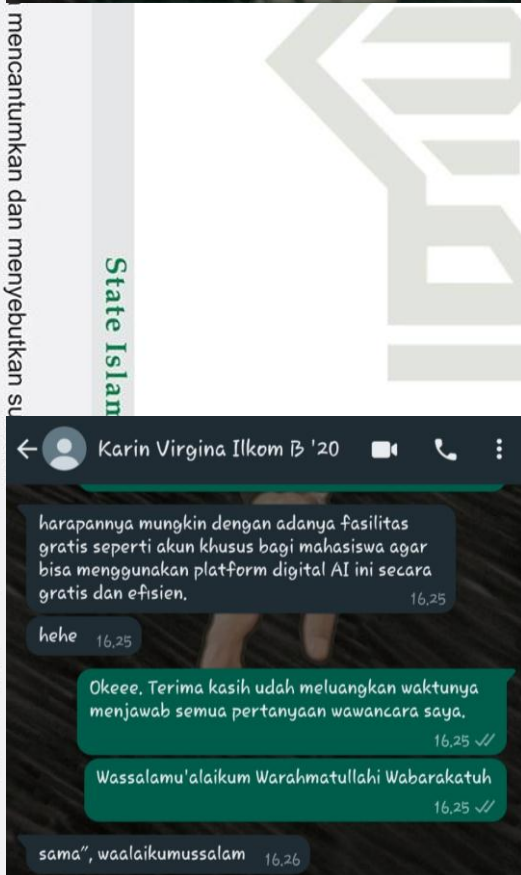 mencantumkan dan menyebutkan su
State Islam
Karin Virgina Ilkom B '20
harapannya mungkin dengan adanya fasilitas
gratis seperti akun khusus bagi mahasiswa agar
bisa menggunakan platform digital AI ini secara
gratis dan efisien.
16.25
hehe 16.25
Okeee. Terima kasih udah meluangkan waktunya
menjawab semua pertanyaan wawancara saya.
16.25
Wassalamu'alaikum Warahmatullahi Wabarakatuh
16.25
sama", waalaikumussalam 16.26